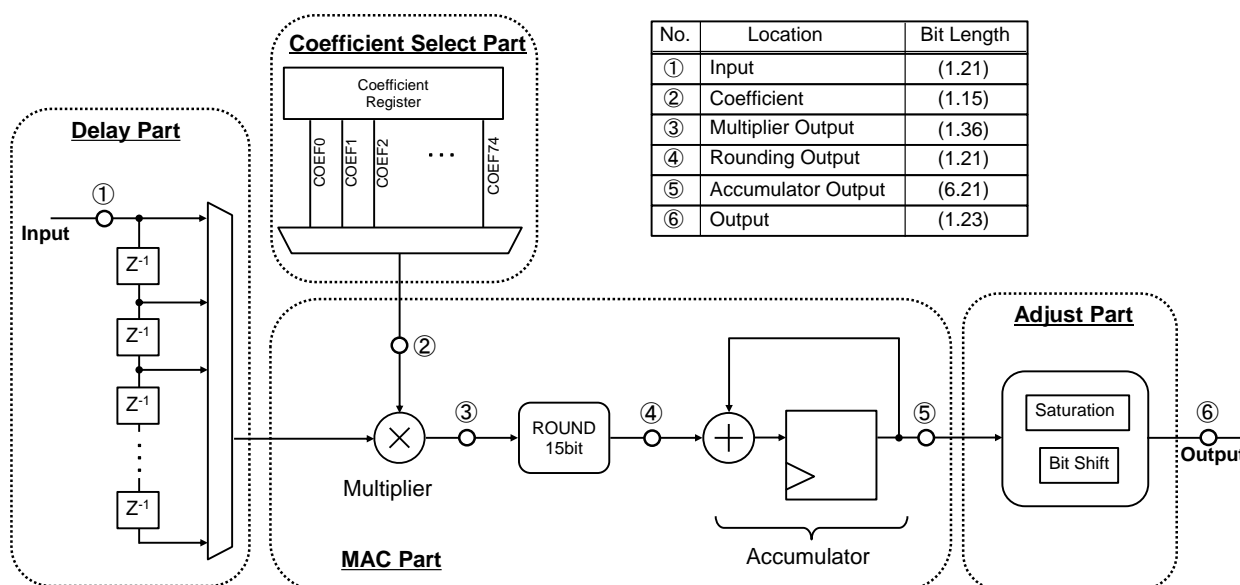 Coefficient Select Part
Coefficient
Register
COEF0
COEF1
COEF2
...
COEF74
No. Location Bit Length
① Input (1.21)
② Coefficient (1.15)
③ Multiplier Output (1.36)
④ Rounding Output (1.21)
⑤ Accumulator Output (6.21)
⑥ Output (1.23)
Delay Part
①
Input
Z-1
Z-1
Z-1
Z-1
②
③
ROUND
15bit
④
Multiplier
MAC Part
⑤
Accumulator
Adjust Part
Saturation
Bit Shift
⑥
Output